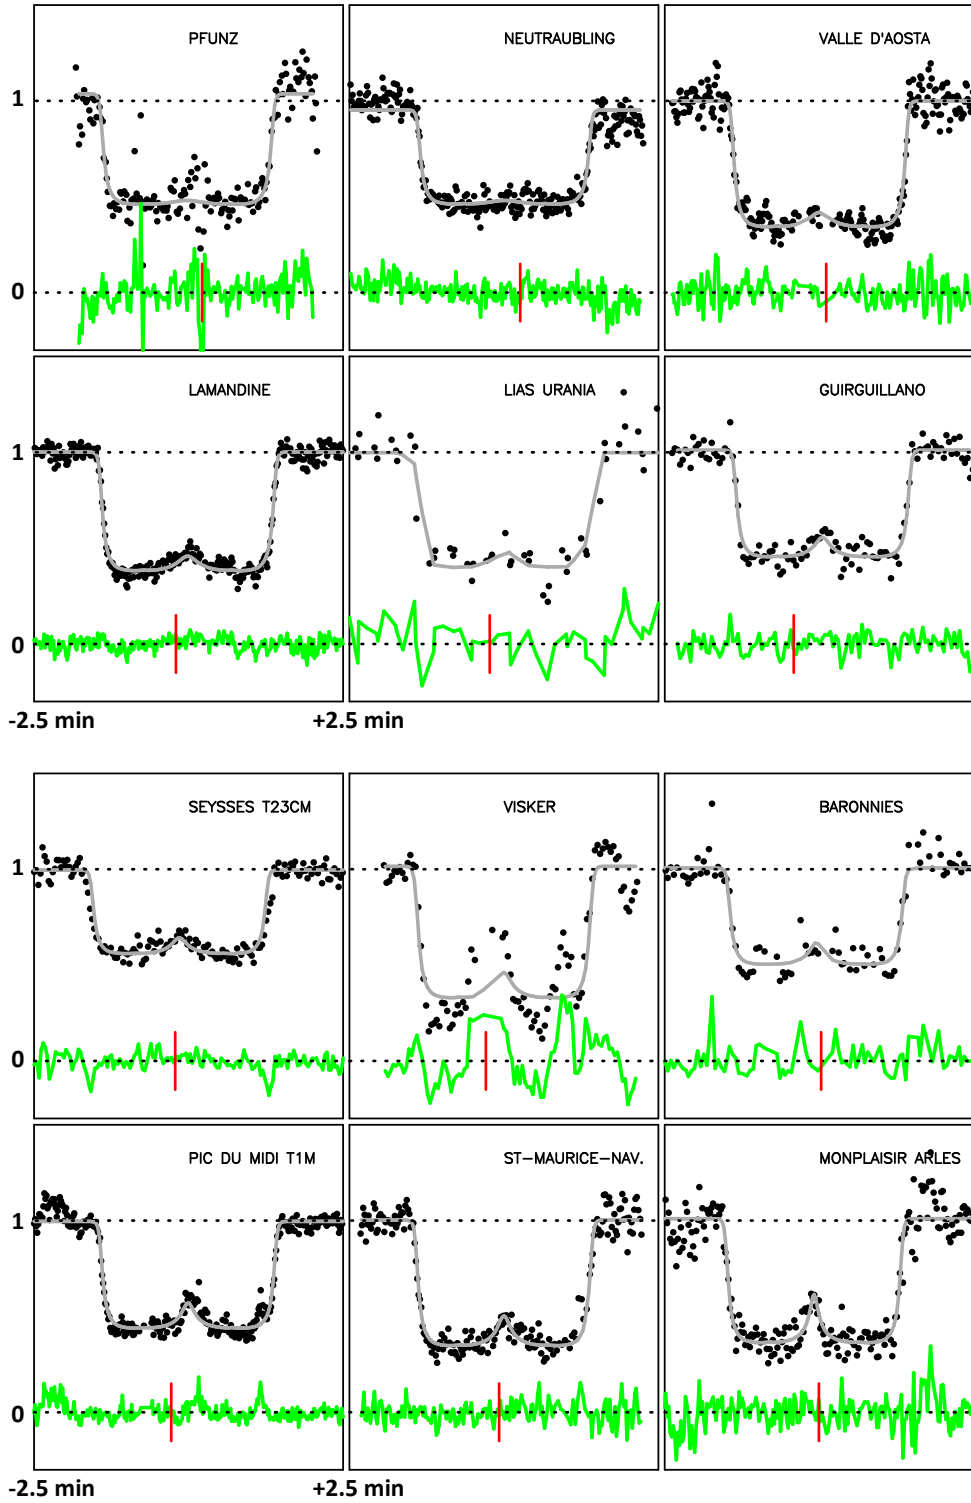 PFUNZ
NEUTRAUBLING
VALLE D'AOSTA
1
0
LAMANDINE
LIAS URANIA
GUIRGUILLANO
1
0
-2.5 min
+2.5 min
SEYSSES T23CM
VISKER
BARONNIES
1
0
PIC DU MIDI T1M
ST-MAURICE-NAV.
MONPLAISIR ARLES
1
0
-2.5 min
+2.5 min